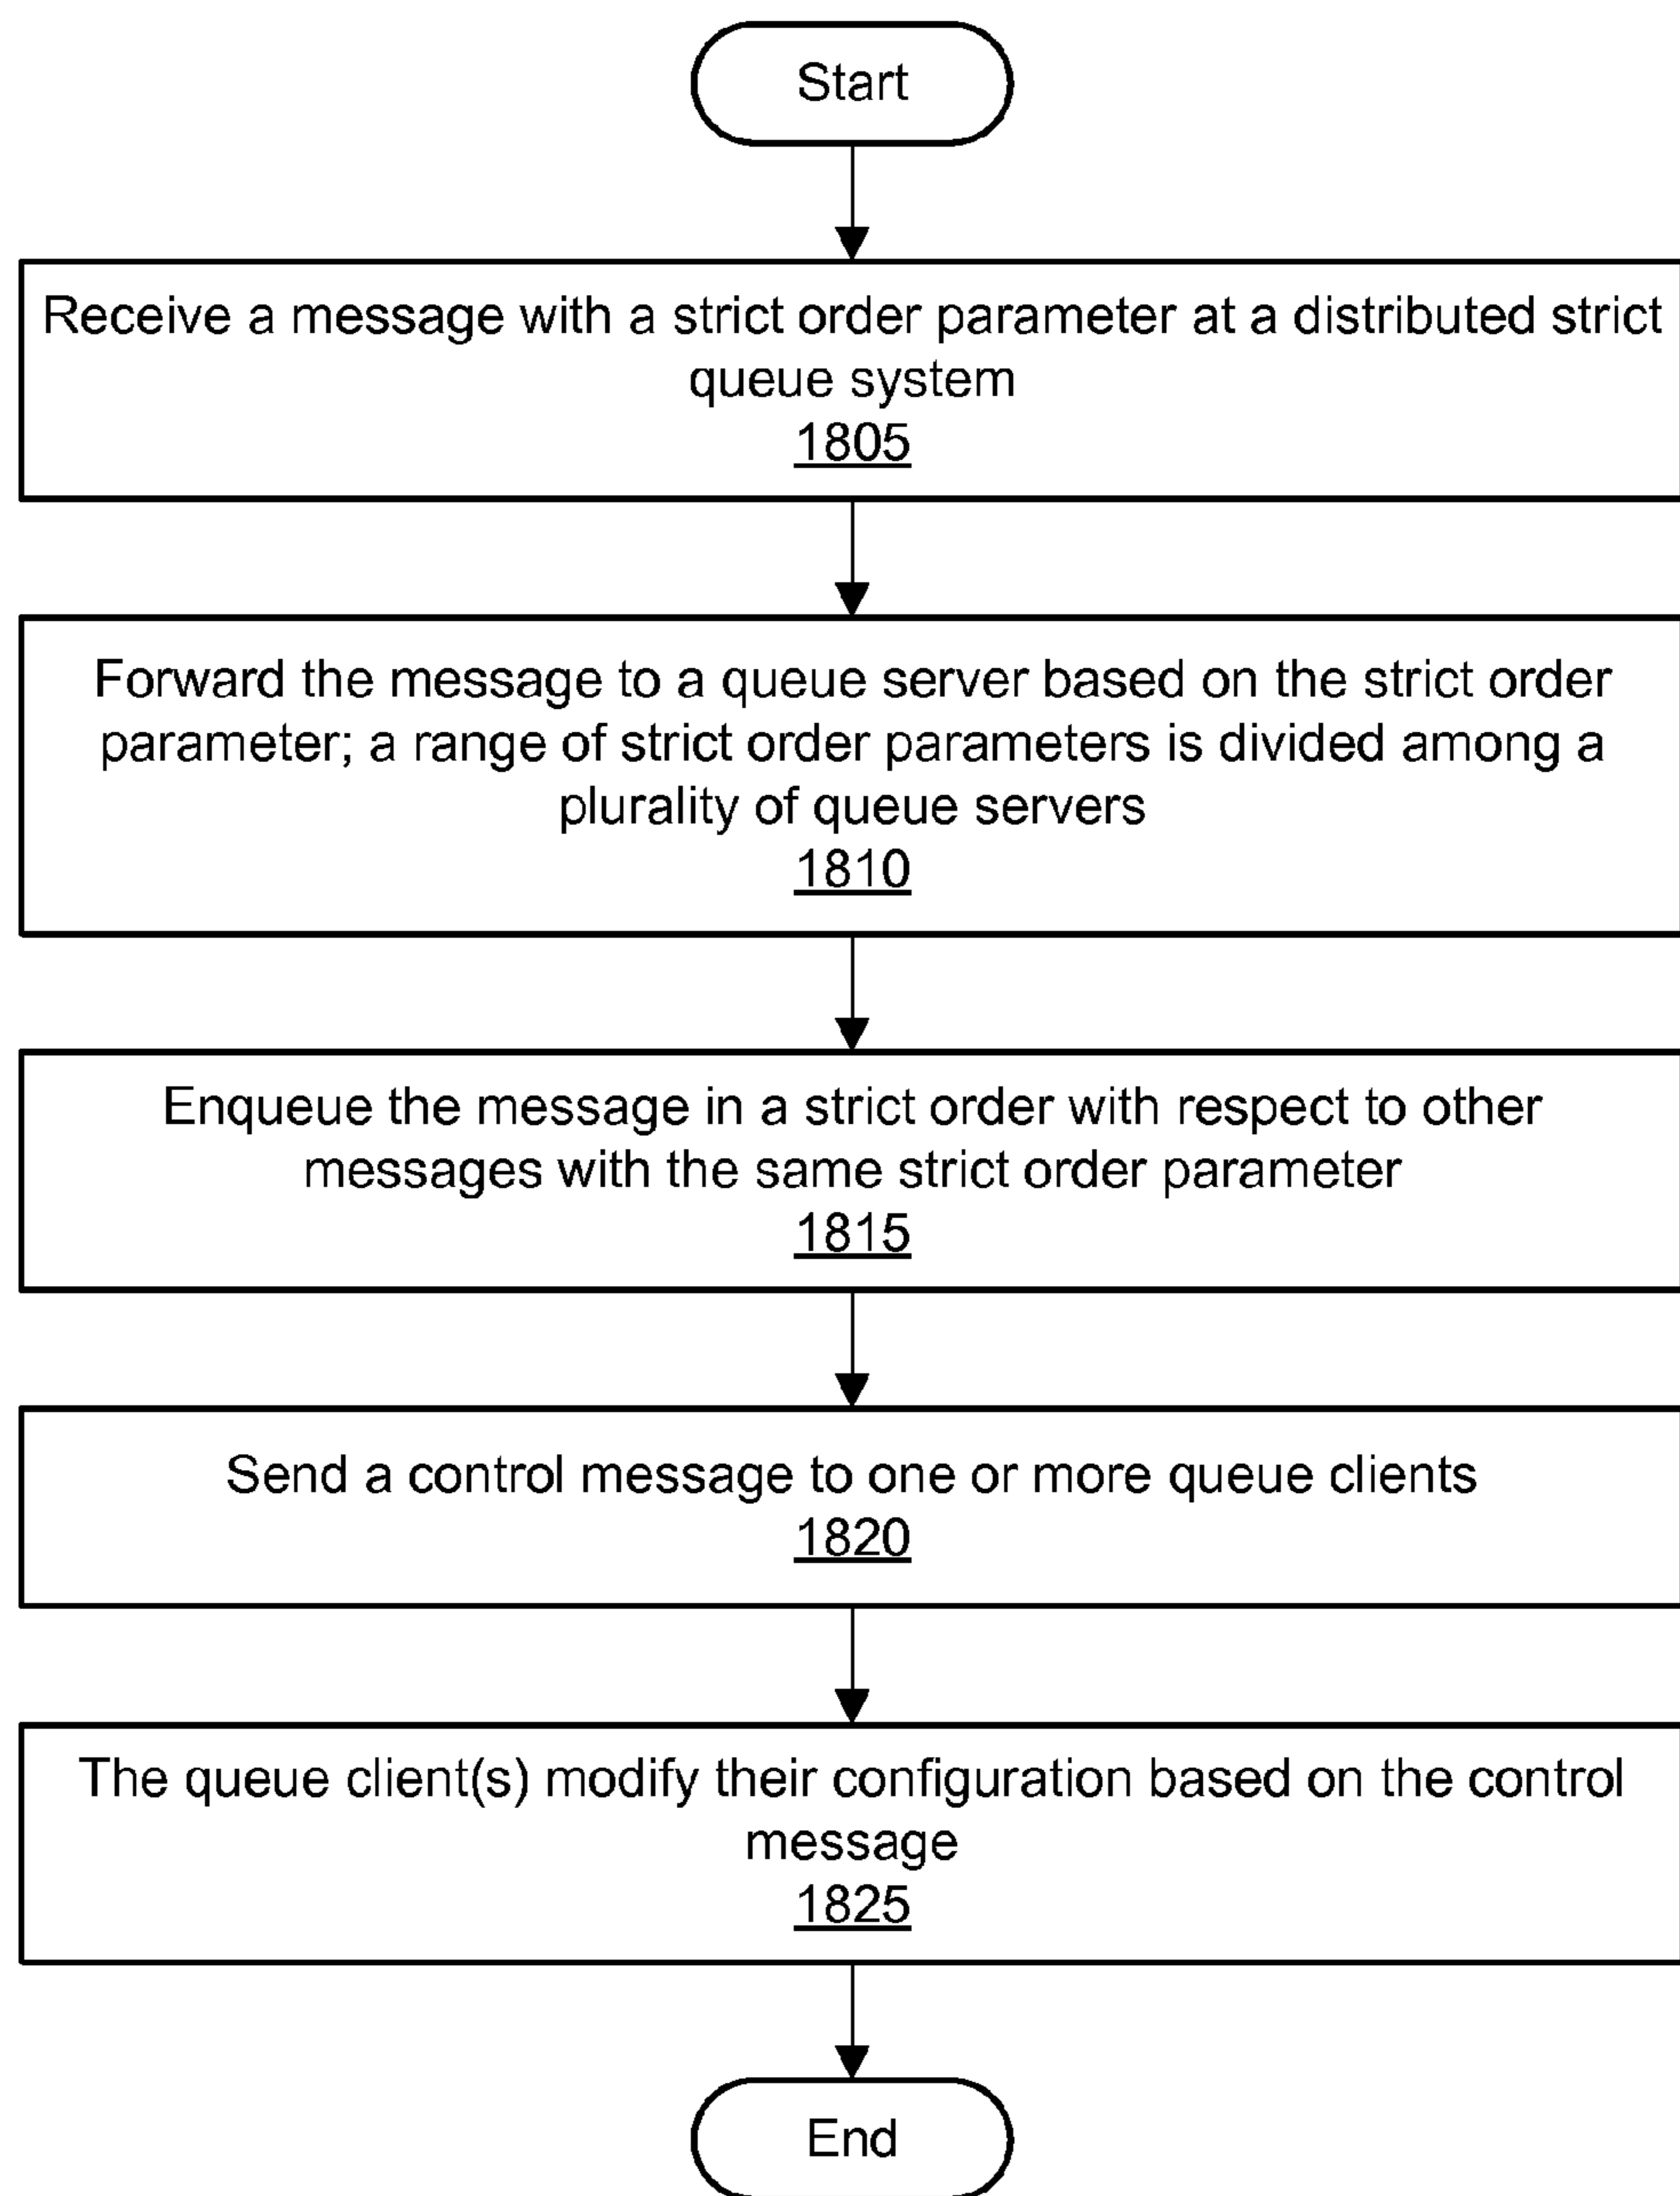 Start
Receive a message with a strict order parameter at a distributed strict
queue system
1805
Forward the message to a queue server based on the strict order
parameter; a range of strict order parameters is divided among a
plurality of queue servers
1810
Enqueue the message in a strict order with respect to other
messages with the same strict order parameter
1815
Send a control message to one or more queue clients
1820
The queue client(s) modify their configuration based on the control
message
1825
End